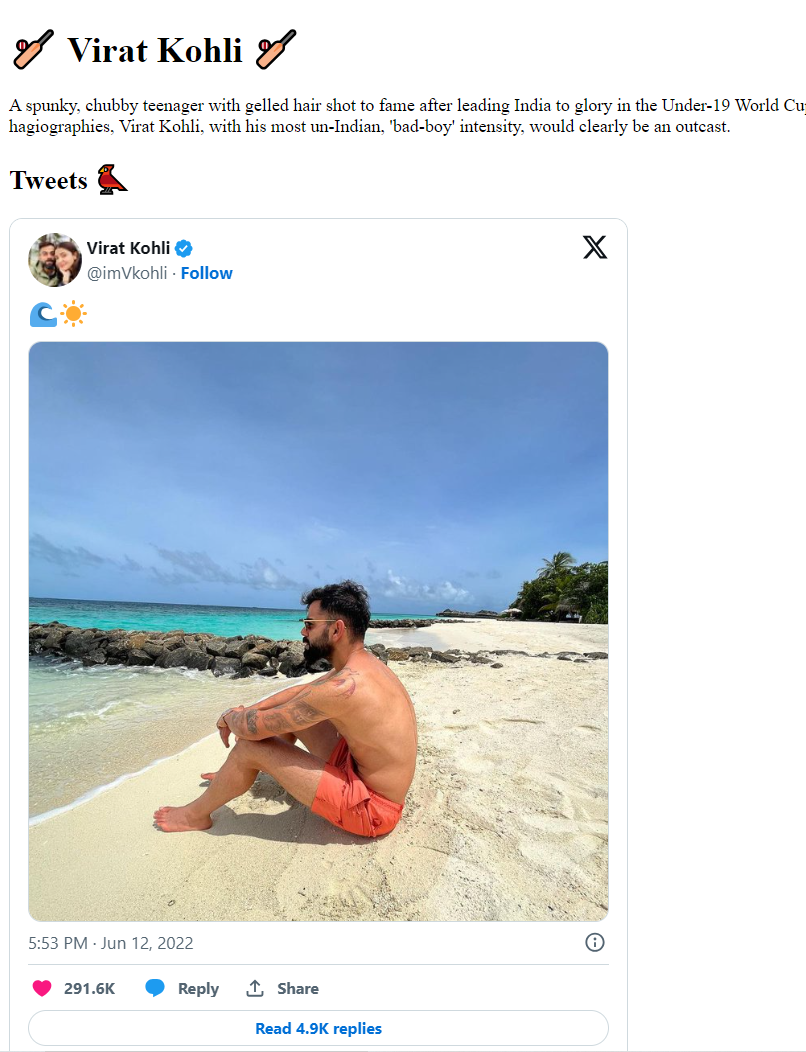 🏏 Virat Kohli 🏏
A spunky, chubby teenager with gelled hair shot to fame after leading India to glory in the Under-19 World Cu
hagiographies, Virat Kohli, with his most un-Indian, 'bad-boy' intensity, would clearly be an outcast.
Tweets
Virat Kohli
@imVkohli · Follow
🌊☀️
5:53 PM · Jun 12, 2022
291.6K Reply Share
Read 4.9K replies